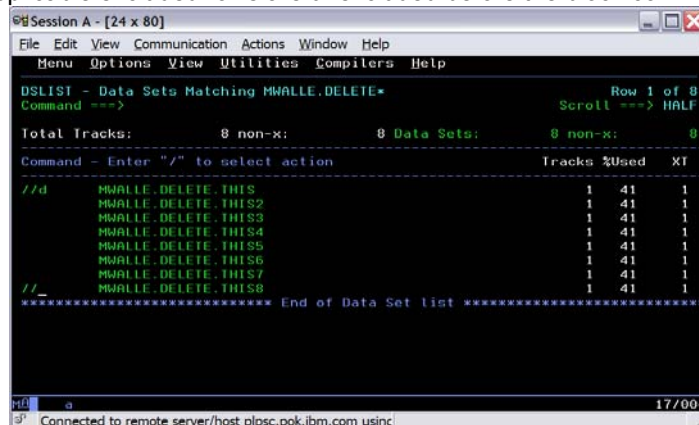 Session A - [24 x 80]
File Edit View Communication Actions Window Help
Menu Options View Utilities Compilers Help
DSLIST - Data Sets Matching MWALLE.DELETE* Row 1 of 8
Command ===> Scroll ===> HALF
Total Tracks: 8 non-x: 8 Data Sets: 8 non-x: 8
Command - Enter "/" to select action Tracks %Used XT
//d MWALLE.DELETE.THIS 1 41 1
MWALLE.DELETE.THIS2 1 41 1
MWALLE.DELETE.THIS3 1 41 1
MWALLE.DELETE.THIS4 1 41 1
MWALLE.DELETE.THIS5 1 41 1
MWALLE.DELETE.THIS6 1 41 1
MWALLE.DELETE.THIS7 1 41 1
//_ MWALLE.DELETE.THIS8 1 41 1
***************************** End of Data Set list ****************************
MA a 17/00
Connected to remote server/host plpsc.pok.ibm.com using